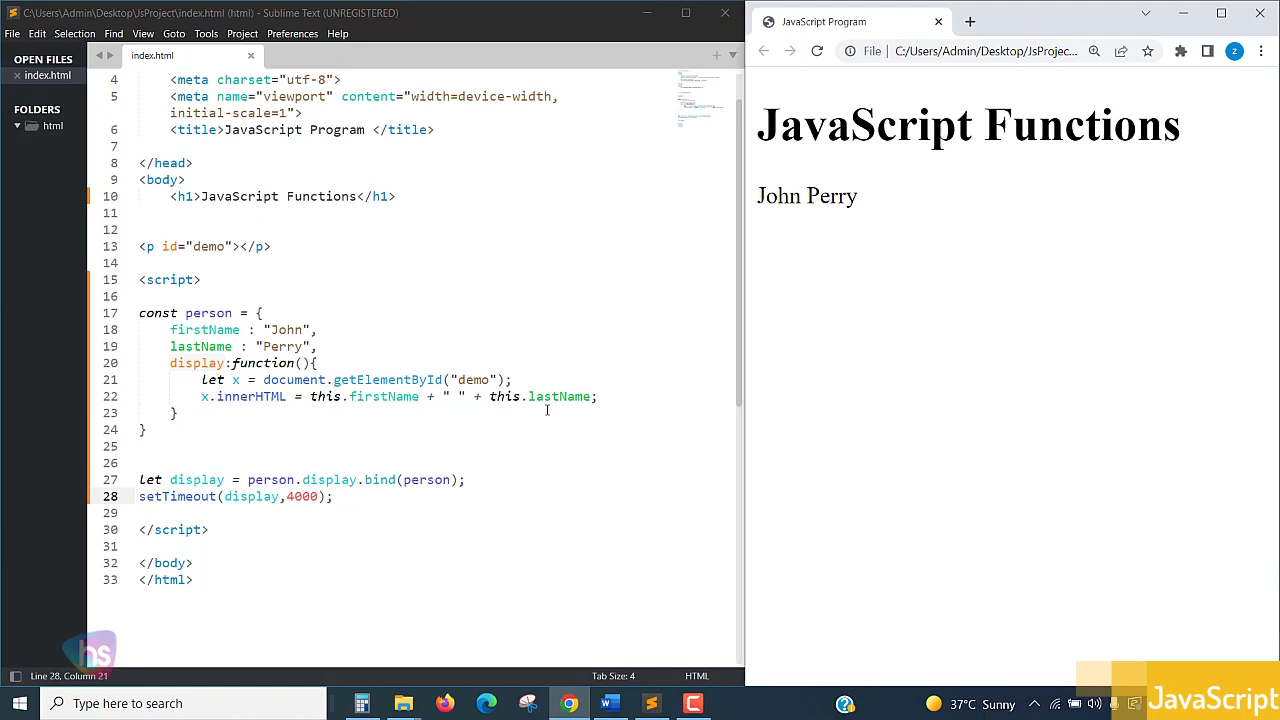 C:\Users\Admin\Desktop\JsProject\index.html (html) - Sublime Text (UNREGISTERED)
File Edit Selection Find View Goto Tools Project Preferences Help
OPEN FILES
index.html
FOLDERS
html
index.html
4 <meta charset="utf-8">
5 <meta name="viewport" content="width=device-width,
initial-scale=1">
6 <title>JavaScript Program </title>
7
8 </head>
9 <body>
10 <h1>JavaScript Functions</h1>
11
12
13 <p id="demo"></p>
14
15 <script>
16
17 const person = {
18 firstName : "John",
19 lastName : "Perry",
20 display:function(){
21 let x = document.getElementById("demo");
22 x.innerHTML = this.firstName + " " + this.lastName;
23 }
24 }
25
26
27 let display = person.display.bind(person);
28 setTimeout(display,4000);
29
30 </script>
31
32 </body>
33 </html>
hs
Line 28, Column 21
Tab Size: 4
HTML
JavaScript Program
File C:/Users/Admin/Desktop/JsProjec...
z
JavaScript Functions
John Perry
Type here to search
37°C Sunny
JavaScript